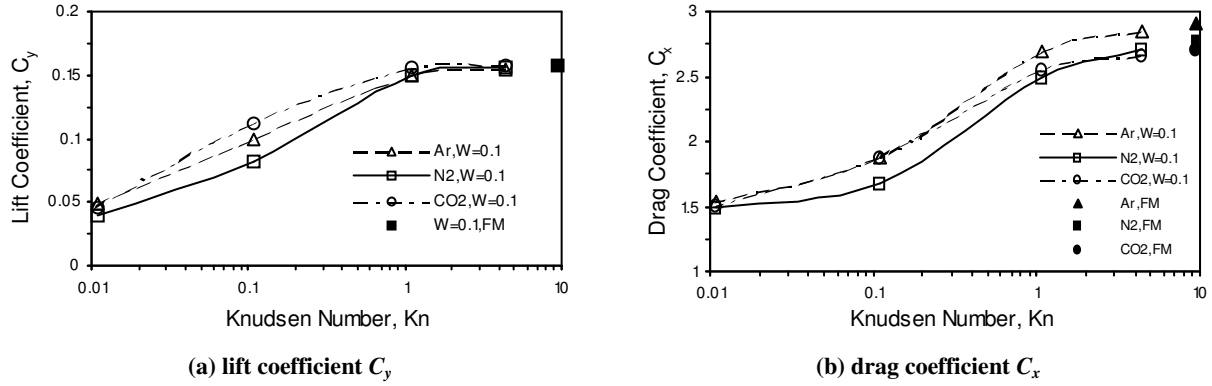 0.2
0.15
0.1
0.05
0
0.01 0.1 1 10
Lift Coefficient, Cy
Knudsen Number, Kn
Ar,W=0.1
N2,W=0.1
CO2,W=0.1
W=0.1,FM
(a) lift coefficient Cy
3
2.5
2
1.5
1
0.01 0.1 1 10
Drag Coefficient, Cx
Knudsen Number, Kn
Ar,W=0.1
N2,W=0.1
CO2,W=0.1
Ar,FM
N2,FM
CO2,FM
(b) drag coefficient Cx